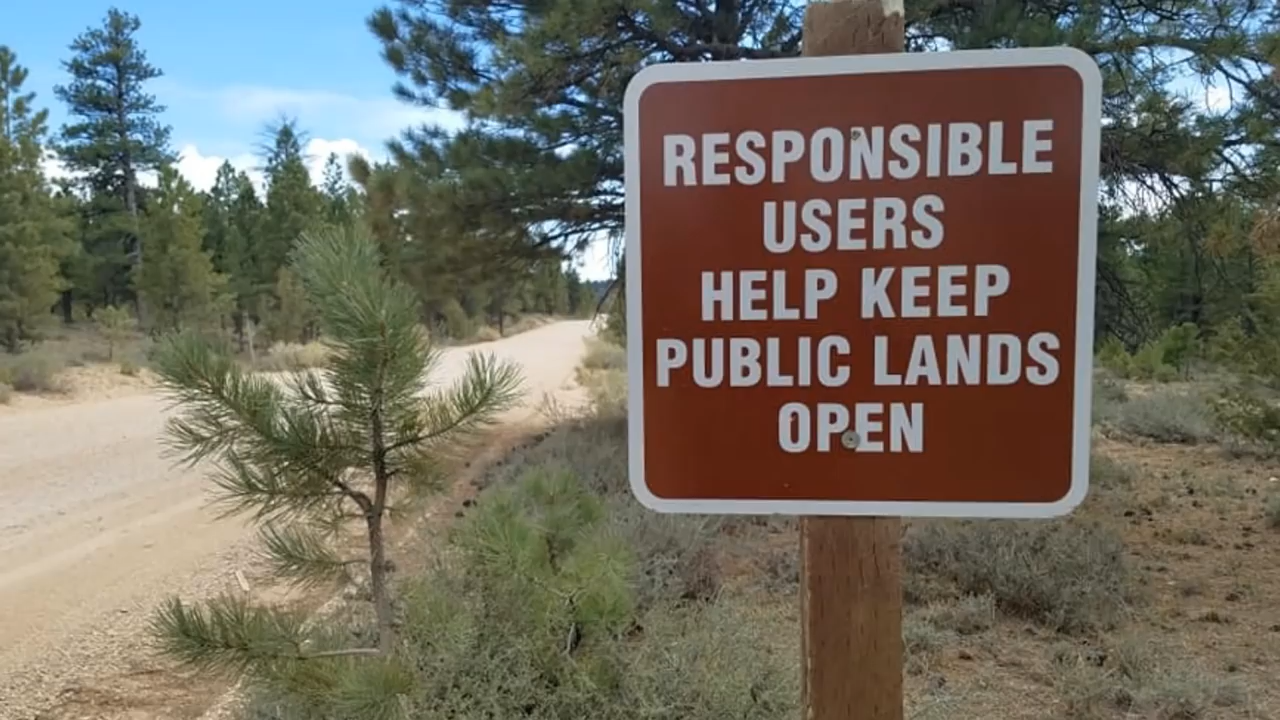 RESPONSIBLE
USERS
HELP KEEP
PUBLIC LANDS
OPEN